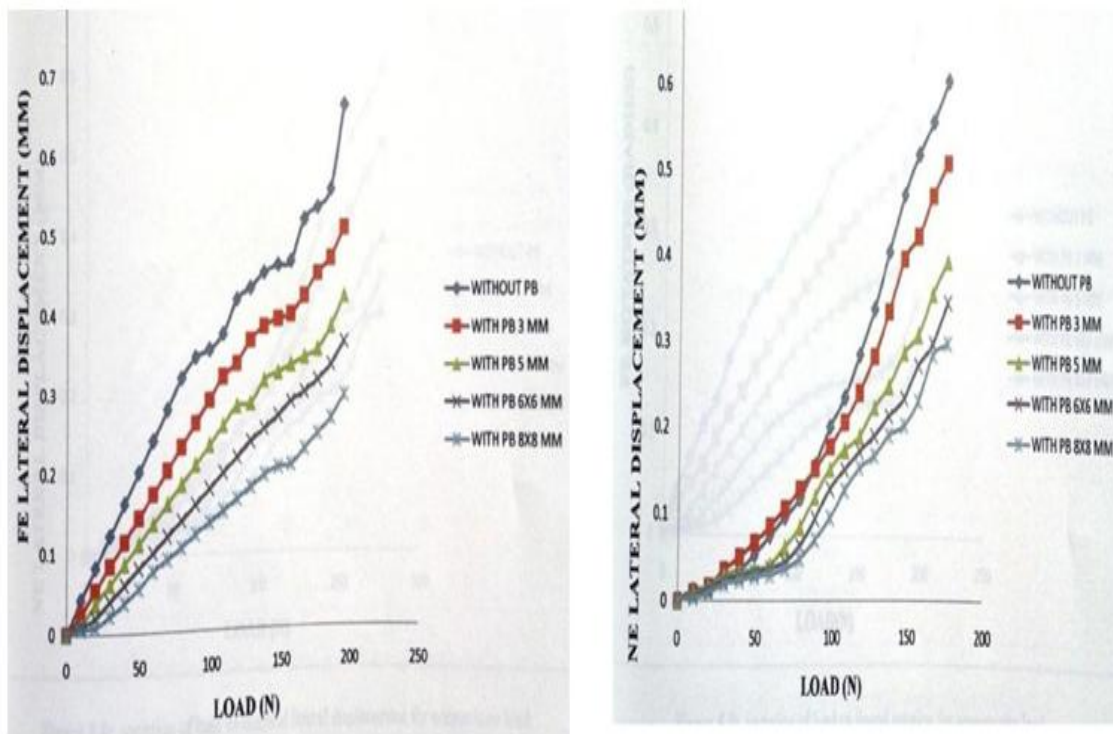 FE LATERAL DISPLACEMENT (MM)
0.7
0.6
0.5
0.4
0.3
0.2
0.1
0
0 50 100 150 200 250
LOAD (N)
WITHOUT PB
WITH PB 3 MM
WITH PB 5 MM
WITH PB 6X6 MM
WITH PB 8X8 MM
NE LATERAL DISPLACEMENT (MM)
0.6
0.5
0.4
0.3
0.2
0.1
0
0 50 100 150 200
LOAD (N)
WITHOUT PB
WITH PB 3 MM
WITH PB 5 MM
WITH PB 6X6 MM
WITH PB 8X8 MM